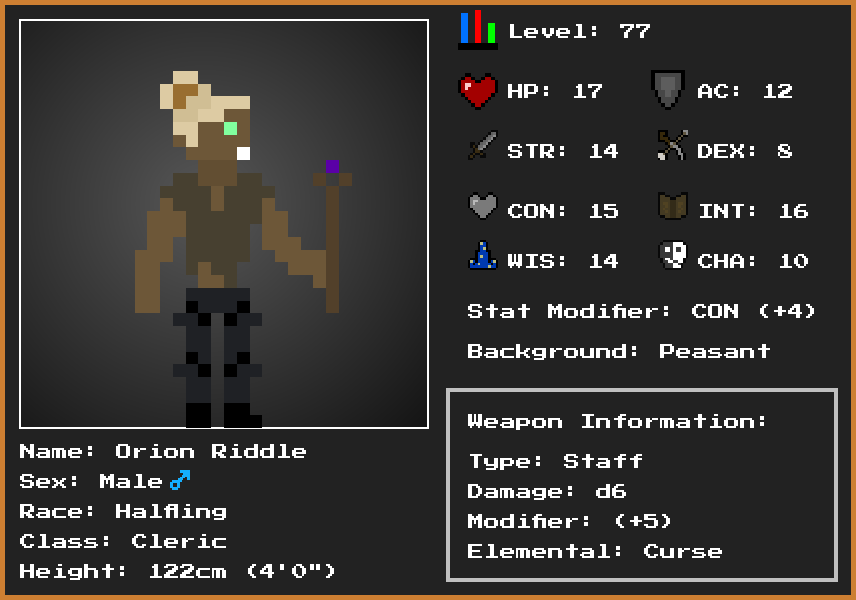 Level: 77
HP: 17 AC: 12
STR: 14 DEX: 8
CON: 15 INT: 16
WIS: 14 CHA: 10
Stat Modifier: CON (+4)
Background: Peasant
Weapon Information:
Type: Staff
Damage: d6
Modifier: (+5)
Elemental: Curse
Name: Orion Riddle
Sex: Male ♂
Race: Halfling
Class: Cleric
Height: 122cm (4'0")